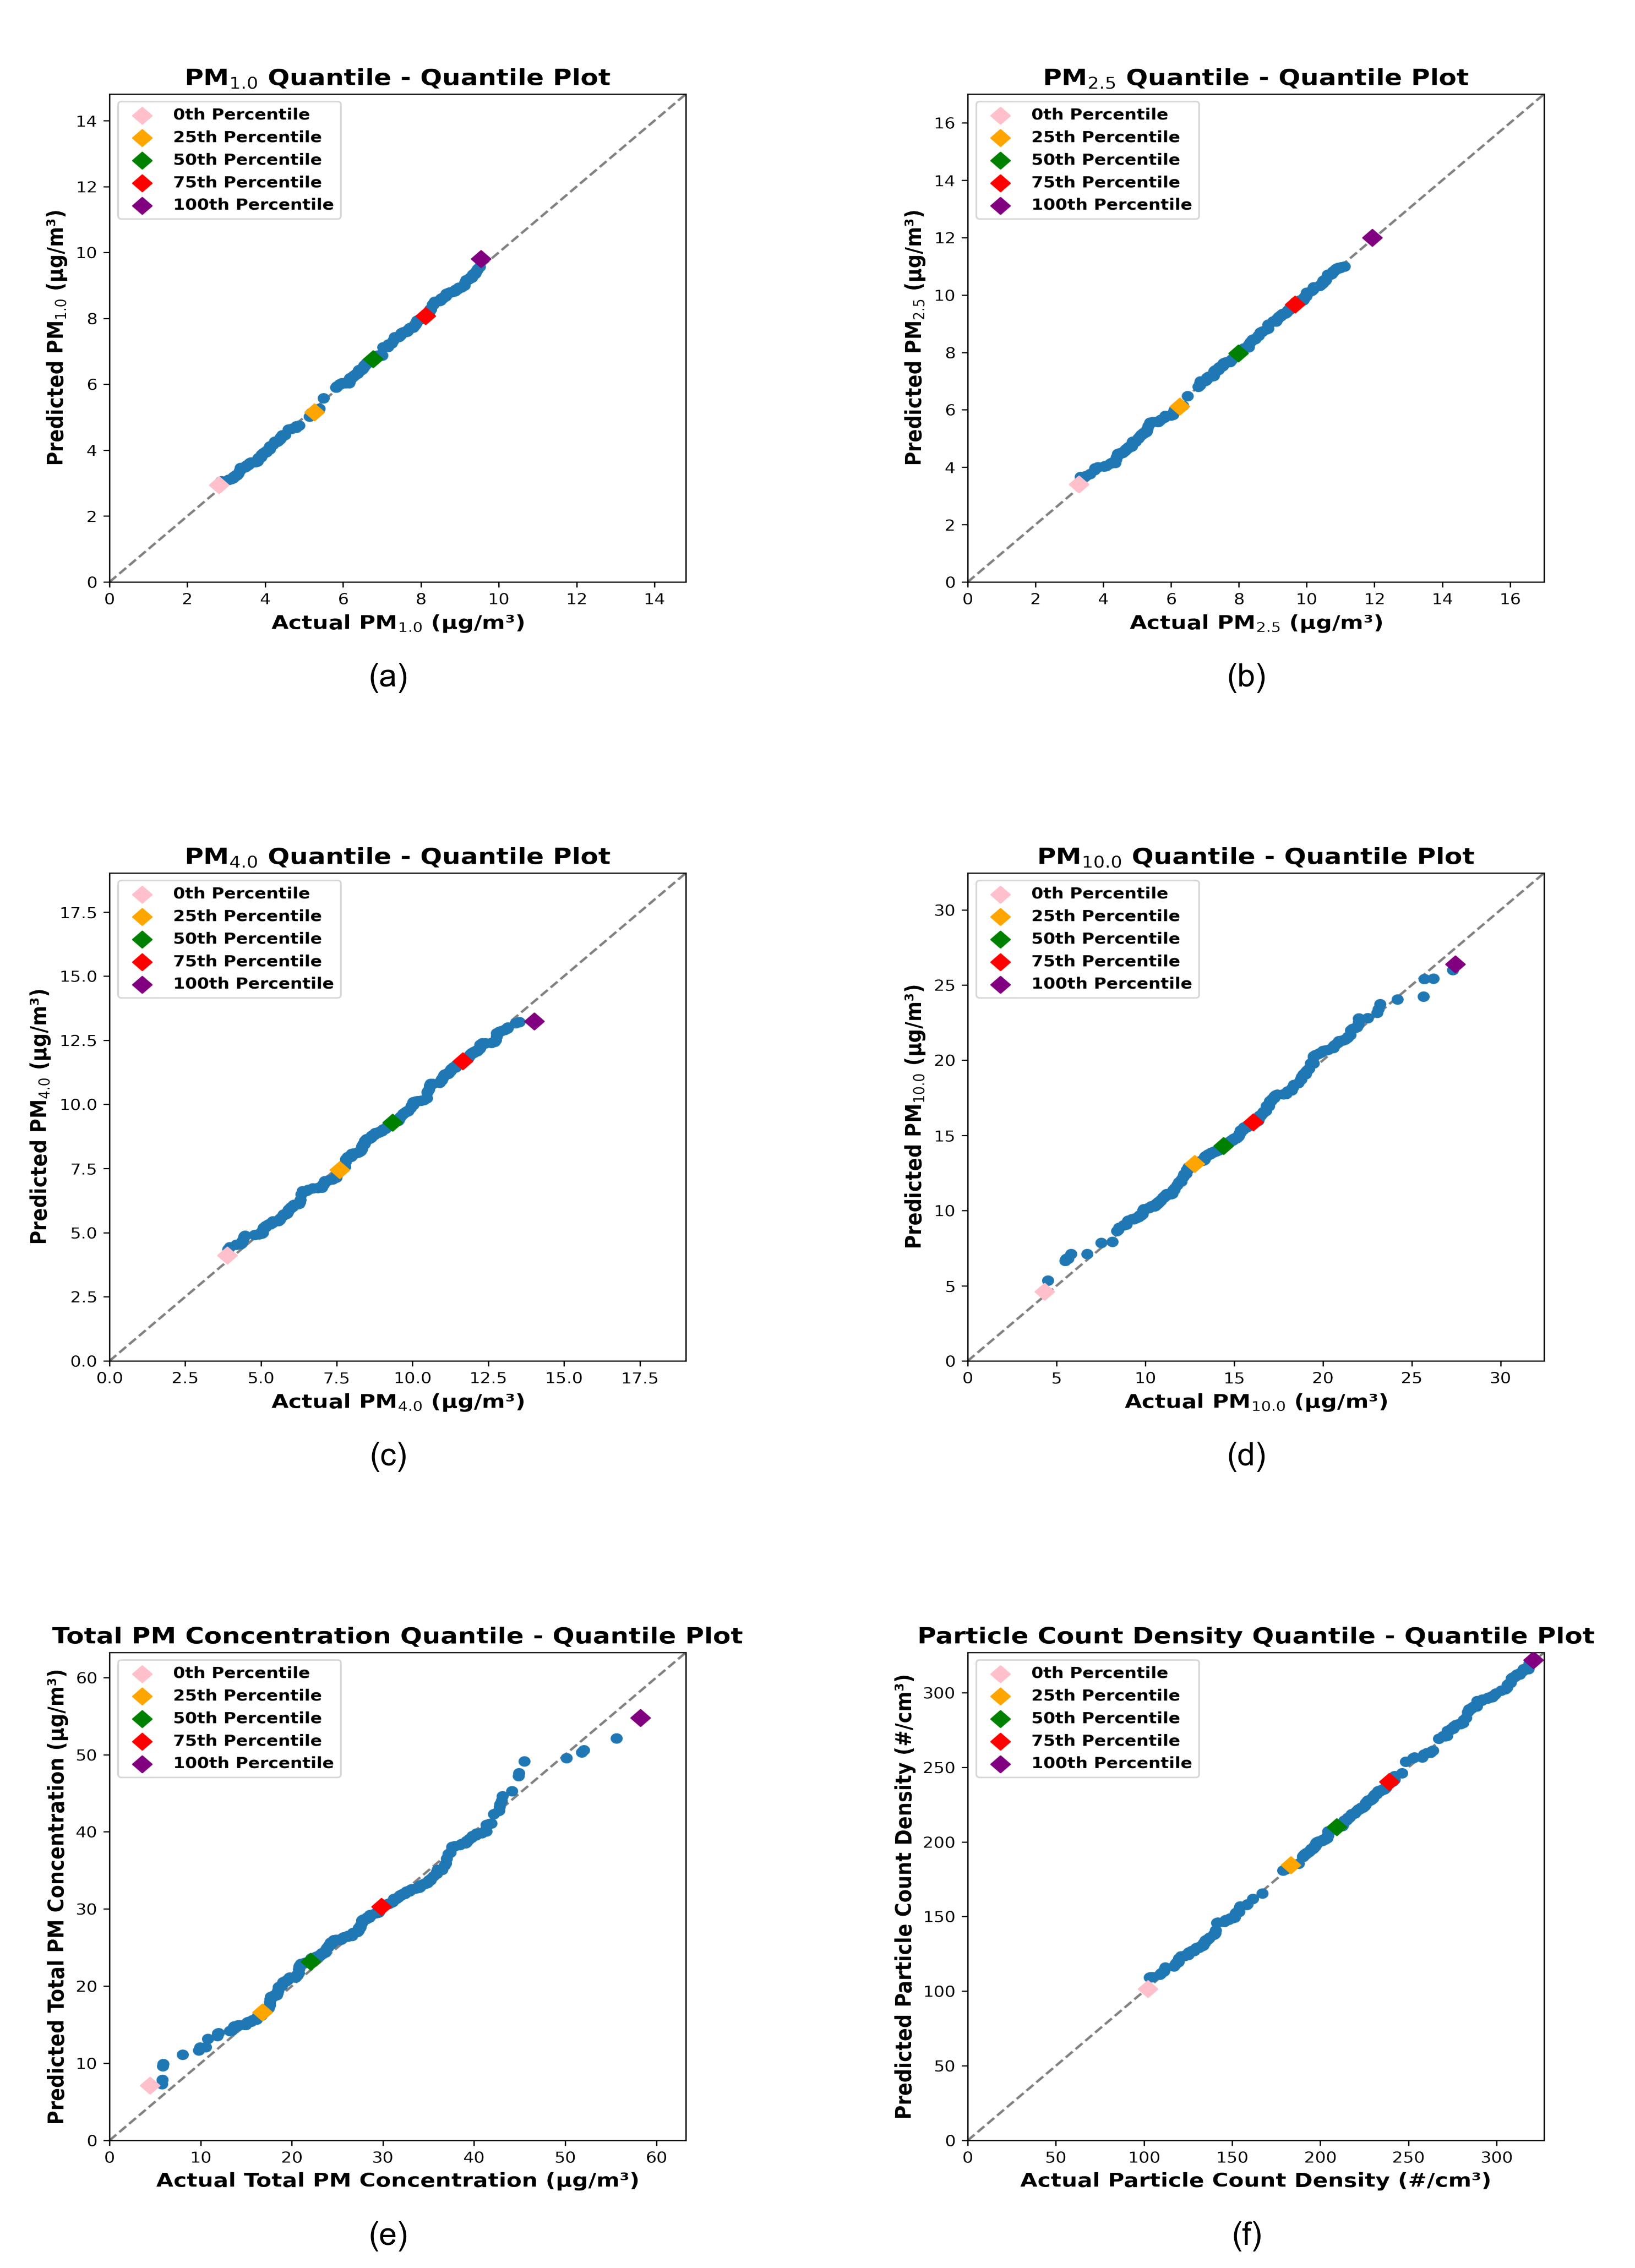 PM1.0 Quantile - Quantile Plot
0th Percentile
25th Percentile
50th Percentile
75th Percentile
100th Percentile
Predicted PM1.0 (µg/m³)
14
12
10
8
6
4
2
0
0 2 4 6 8 10 12 14
Actual PM1.0 (µg/m³)
(a)
PM2.5 Quantile - Quantile Plot
0th Percentile
25th Percentile
50th Percentile
75th Percentile
100th Percentile
Predicted PM2.5 (µg/m³)
16
14
12
10
8
6
4
2
0
0 2 4 6 8 10 12 14 16
Actual PM2.5 (µg/m³)
(b)
PM4.0 Quantile - Quantile Plot
0th Percentile
25th Percentile
50th Percentile
75th Percentile
100th Percentile
Predicted PM4.0 (µg/m³)
17.5
15.0
12.5
10.0
7.5
5.0
2.5
0.0
0.0 2.5 5.0 7.5 10.0 12.5 15.0 17.5
Actual PM4.0 (µg/m³)
(c)
PM10.0 Quantile - Quantile Plot
0th Percentile
25th Percentile
50th Percentile
75th Percentile
100th Percentile
Predicted PM10.0 (µg/m³)
30
25
20
15
10
5
0
0 5 10 15 20 25 30
Actual PM10.0 (µg/m³)
(d)
Total PM Concentration Quantile - Quantile Plot
0th Percentile
25th Percentile
50th Percentile
75th Percentile
100th Percentile
Predicted Total PM Concentration (µg/m³)
60
50
40
30
20
10
0
0 10 20 30 40 50 60
Actual Total PM Concentration (µg/m³)
(e)
Particle Count Density Quantile - Quantile Plot
0th Percentile
25th Percentile
50th Percentile
75th Percentile
100th Percentile
Predicted Particle Count Density (#/cm³)
300
250
200
150
100
50
0
0 50 100 150 200 250 300
Actual Particle Count Density (#/cm³)
(f)